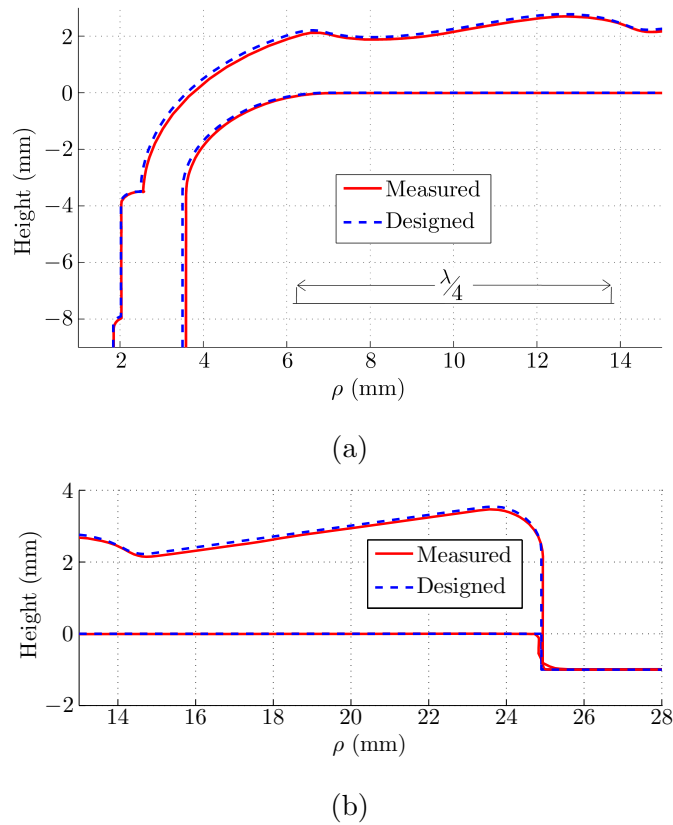 2
0
−2
−4
−6
−8
Height (mm)
Measured
Designed
λ/4
2 4 6 8 10 12 14
ρ (mm)
(a)
4
2
0
−2
Height (mm)
Measured
Designed
14 16 18 20 22 24 26 28
ρ (mm)
(b)